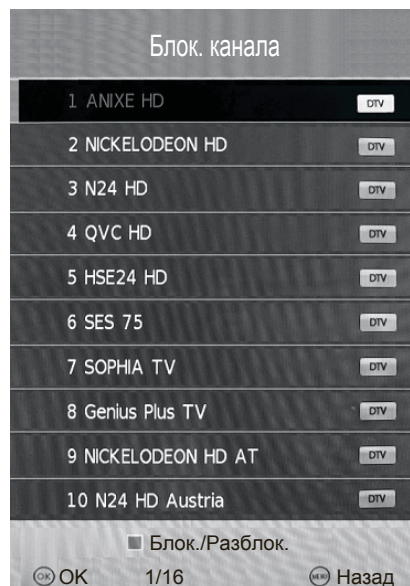 Блок. канала
1 ANIXE HD DTV
2 NICKELODEON HD DTV
3 N24 HD DTV
4 QVC HD DTV
5 HSE24 HD DTV
6 SES 75 DTV
7 SOPHIA TV DTV
8 Genius Plus TV DTV
9 NICKELODEON HD AT DTV
10 N24 HD Austria DTV
Блок./Разблок.
OK OK 1/16 MENU Назад